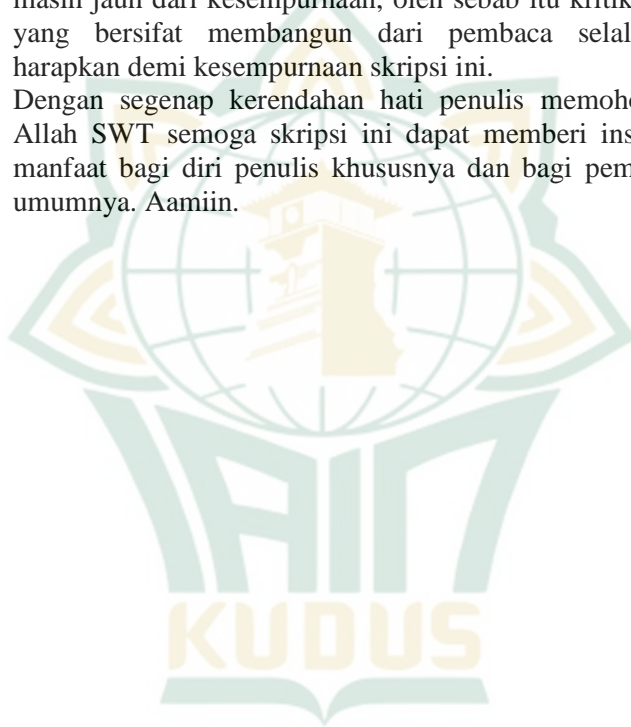 masih jauh dari kesempurnaan, oleh sebab itu kritik
yang bersifat membangun dari pembaca selal
harapkan demi kesempurnaan skripsi ini.
Dengan segenap kerendahan hati penulis memoho
Allah SWT semoga skripsi ini dapat memberi ins
manfaat bagi diri penulis khususnya dan bagi pem
umumnya. Aamiin.
IAIN
KUDUS